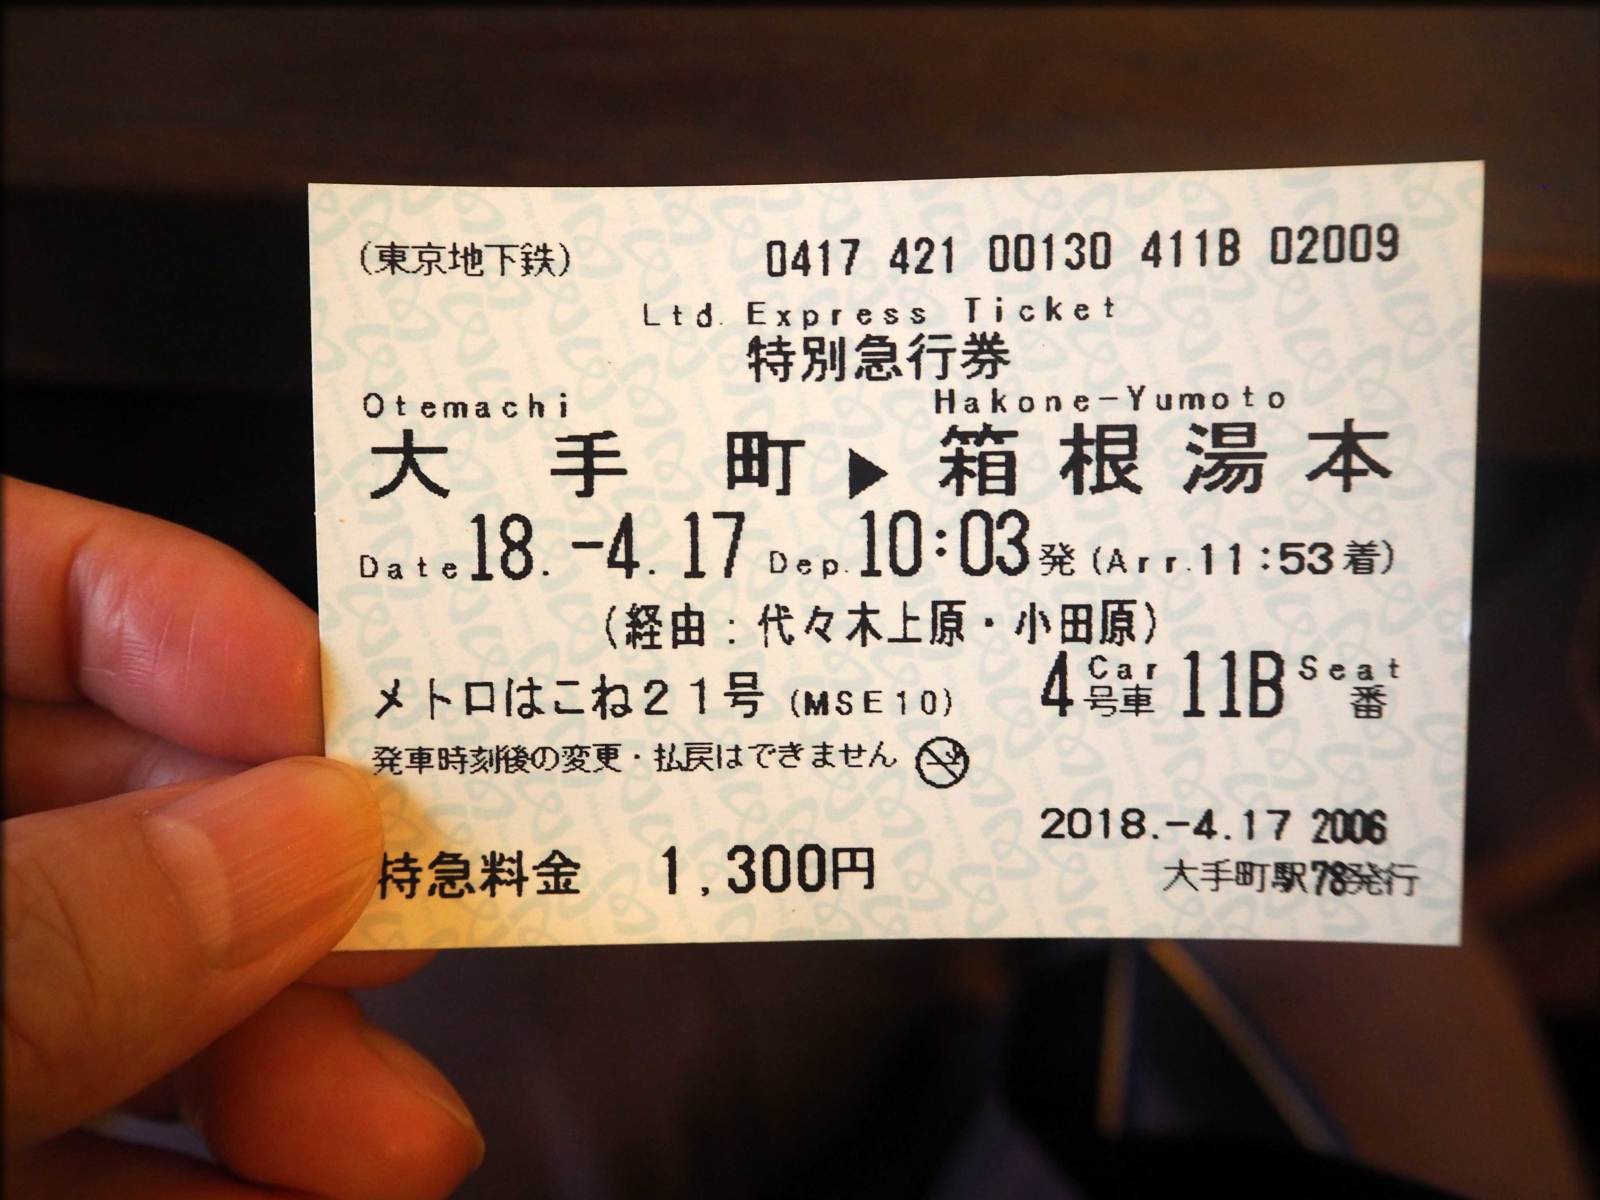 (東京地下鉄) 0417 421 00130 411B 02009
Ltd. Express Ticket
特別急行券
Otemachi Hakone-Yumoto
大手町▶箱根湯本
Date 18.-4.17 Dep. 10:03発 (Arr.11:53着)
(経由:代々木上原・小田原)
メトロはこね21号 (MSE10) 4 Car 号車 11B Seat 番
発車時刻後の変更・払戻はできません
2018.-4.17 2006
特急料金 1,300円
大手町駅78発行